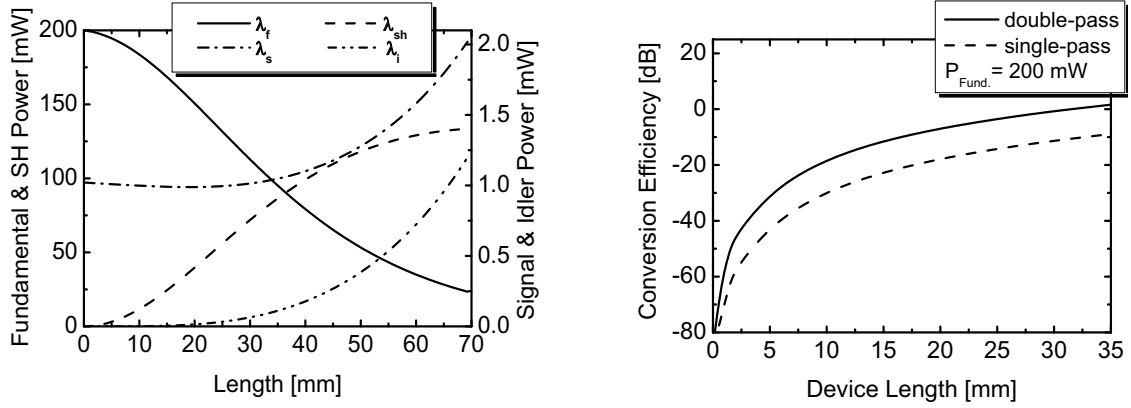 λf
λsh
λs
λi
Fundamental & SH Power [mW]
200
150
100
50
0
2.0
1.5
1.0
0.5
0.0
Signal & Idler Power [mW]
0 10 20 30 40 50 60 70
Length [mm]
double-pass
single-pass
PFund. = 200 mW
Conversion Efficiency [dB]
20
0
-20
-40
-60
-80
0 5 10 15 20 25 30 35
Device Length [mm]